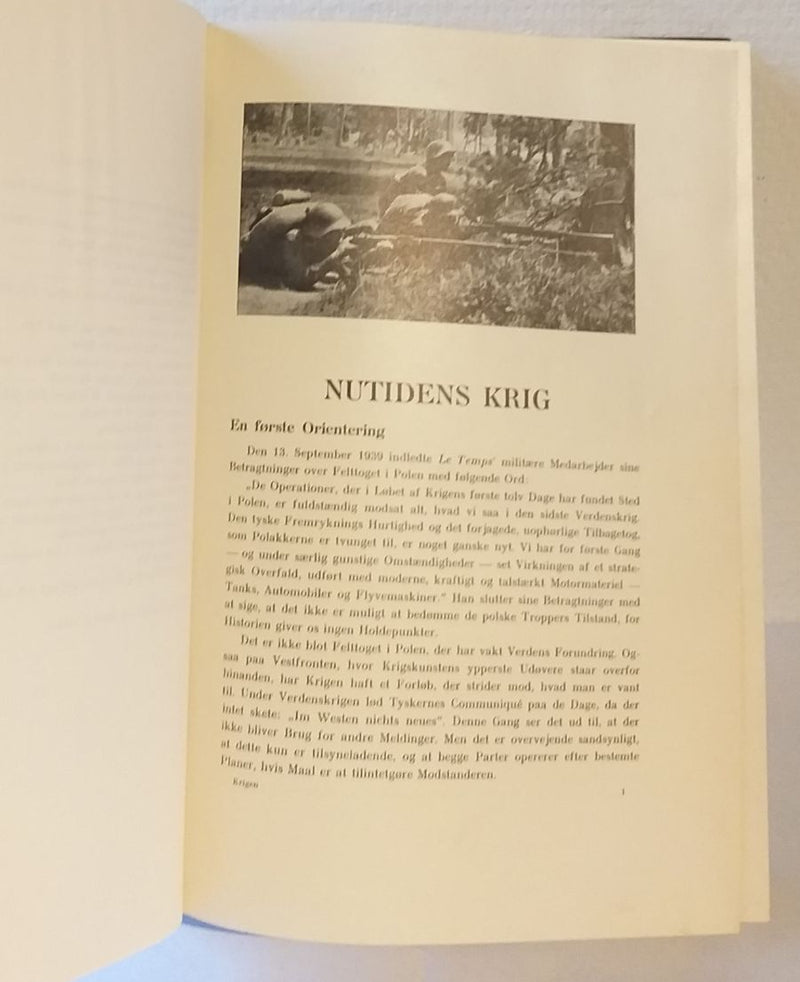 NUTIDENS KRIG
En første Orientering
Den 13. September 1939 indledte Le Temps' militære Medarbejder sine
Betragtninger over Felttoget i Polen med følgende Ord:
„De Operationer, der i Løbet af Krigens første tolv Dage har fundet Sted
i Polen, er fuldstændig modsat alt, hvad vi saa i den sidste Verdenskrig.
Den tyske Fremryknings Hurtighed og det forjagede, uophørlige Tilbagetog,
som Polakkerne er tvunget til, er noget ganske nyt. Vi har for første Gang
— og under særlig gunstige Omstændigheder — set Virkningen af et strate-
gisk Overfald, udført med moderne, kraftigt og talstærkt Motormateriel —
Tanks, Automobiler og Flyvemaskiner." Han slutter sine Betragtninger med
at sige, at det ikke er muligt at bedømme de polske Troppers Tilstand, for
Historien giver os ingen Holdepunkter.
Det er ikke blot Felttoget i Polen, der har vakt Verdens Forundring. Og-
saa paa Vestfronten, hvor Krigskunstens ypperste Udøvere staar overfor
hinanden, har Krigen haft et Forløb, der strider mod, hvad man er vant
til. Under Verdenskrigen lød Tyskernes Communiqué paa de Dage, da der
intet skete: „Im Westen nichts neues". Denne Gang ser det ud til, at der
ikke bliver Brug for andre Meldinger. Men det er overvejende sandsynligt,
at dette kun er tilsyneladende, og at begge Parter opererer efter bestemte
Planer, hvis Maal er at tilintetgøre Modstanderen.
Krigen 1